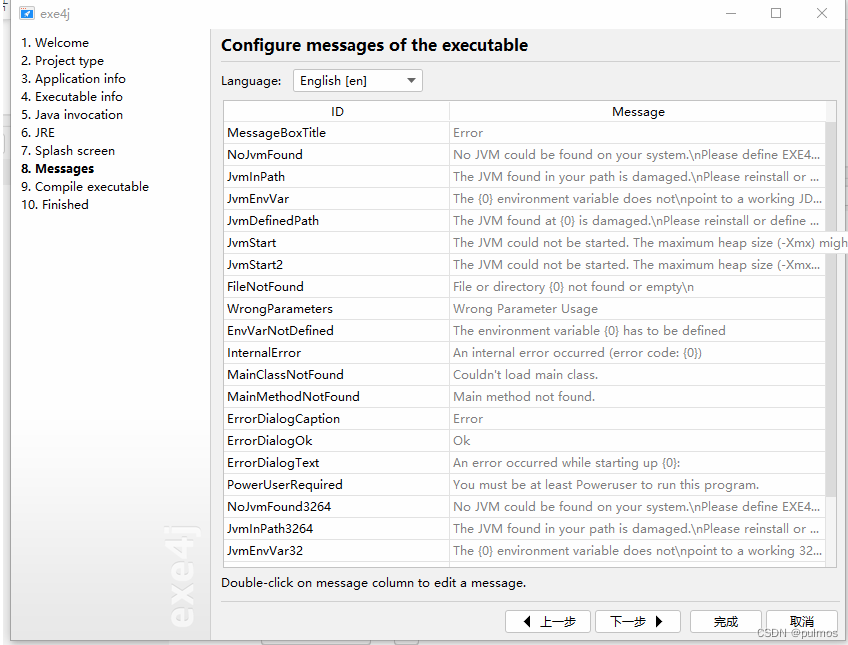 exe4j
1. Welcome
2. Project type
3. Application info
4. Executable info
5. Java invocation
6. JRE
7. Splash screen
8. Messages
9. Compile executable
10. Finished
exe4j
Configure messages of the executable
Language: English [en]
ID Message
MessageBoxTitle Error
NoJvmFound No JVM could be found on your system.\nPlease define EXE4...
JvmInPath The JVM found in your path is damaged.\nPlease reinstall or ...
JvmEnvVar The {0} environment variable does not\npoint to a working JD...
JvmDefinedPath The JVM found at {0} is damaged.\nPlease reinstall or define ...
JvmStart The JVM could not be started. The maximum heap size (-Xmx) migh
JvmStart2 The JVM could not be started. The maximum heap size (-Xmx...
FileNotFound File or directory {0} not found or empty\n
WrongParameters Wrong Parameter Usage
EnvVarNotDefined The environment variable {0} has to be defined
InternalError An internal error occurred (error code: {0})
MainClassNotFound Couldn't load main class.
MainMethodNotFound Main method not found.
ErrorDialogCaption Error
ErrorDialogOk Ok
ErrorDialogText An error occurred while starting up {0}:
PowerUserRequired You must be at least Poweruser to run this program.
NoJvmFound3264 No JVM could be found on your system.\nPlease define EXE4...
JvmInPath3264 The JVM found in your path is damaged.\nPlease reinstall or ...
JvmEnvVar32 The {0} environment variable does not\npoint to a working 32...
Double-click on message column to edit a message.
上一步 下一步 完成 取消
CSDN @pulmos